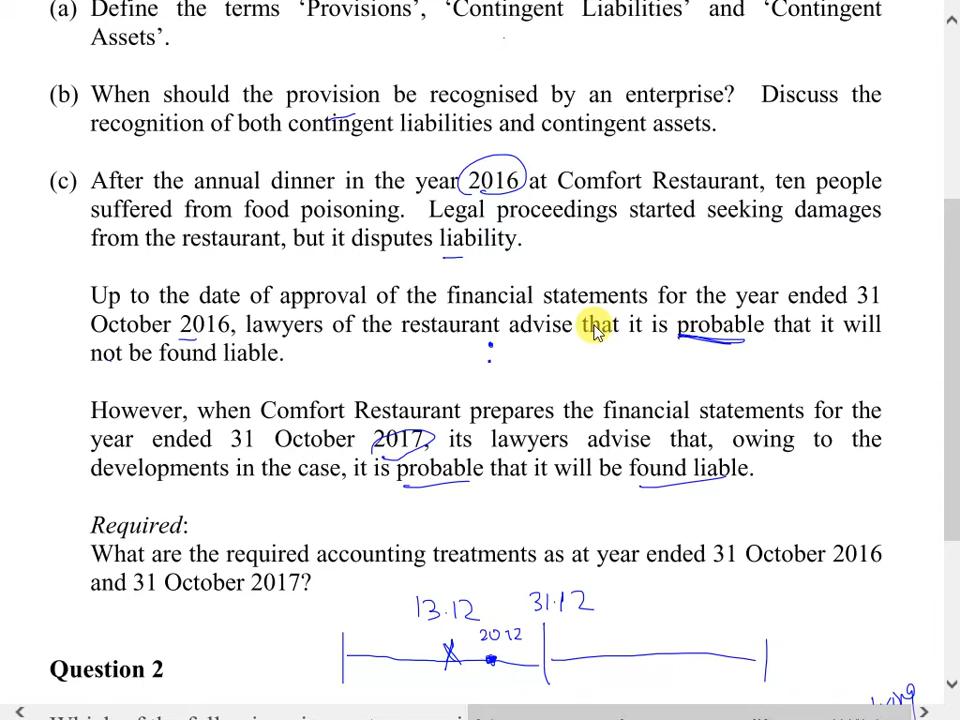 (a) Define the terms ‘Provisions’, ‘Contingent Liabilities’ and ‘Contingent
Assets’.
(b) When should the provision be recognised by an enterprise? Discuss the
recognition of both contingent liabilities and contingent assets.
(c) After the annual dinner in the year 2016 at Comfort Restaurant, ten people
suffered from food poisoning. Legal proceedings started seeking damages
from the restaurant, but it disputes liability.
Up to the date of approval of the financial statements for the year ended 31
October 2016, lawyers of the restaurant advise that it is probable that it will
not be found liable.
However, when Comfort Restaurant prepares the financial statements for the
year ended 31 October 2017, its lawyers advise that, owing to the
developments in the case, it is probable that it will be found liable.
Required:
What are the required accounting treatments as at year ended 31 October 2016
and 31 October 2017?
13.12 31.12
20.12
Question 2